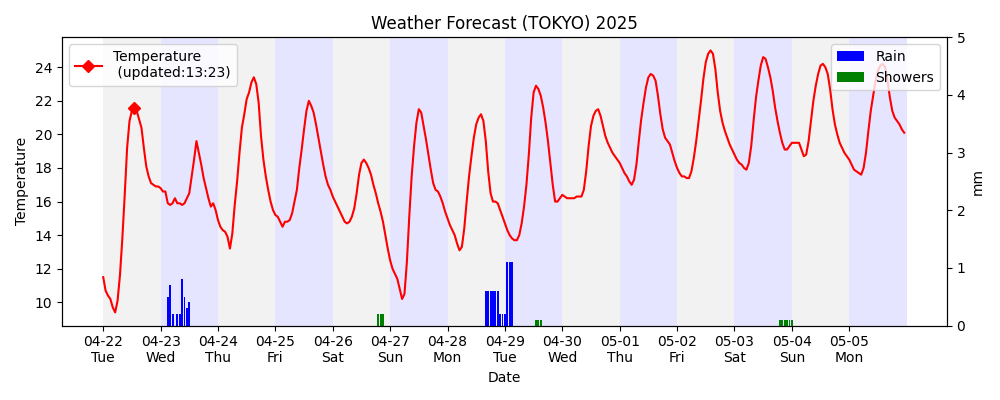 Weather Forecast (TOKYO) 2025
Temperature
(updated:13:23)
Rain
Showers
Temperature
24
22
20
18
16
14
12
10
5
4
3
2
1
0
mm
04-22 04-23 04-24 04-25 04-26 04-27 04-28 04-29 04-30 05-01 05-02 05-03 05-04 05-05
Tue Wed Thu Fri Sat Sun Mon Tue Wed Thu Fri Sat Sun Mon
Date